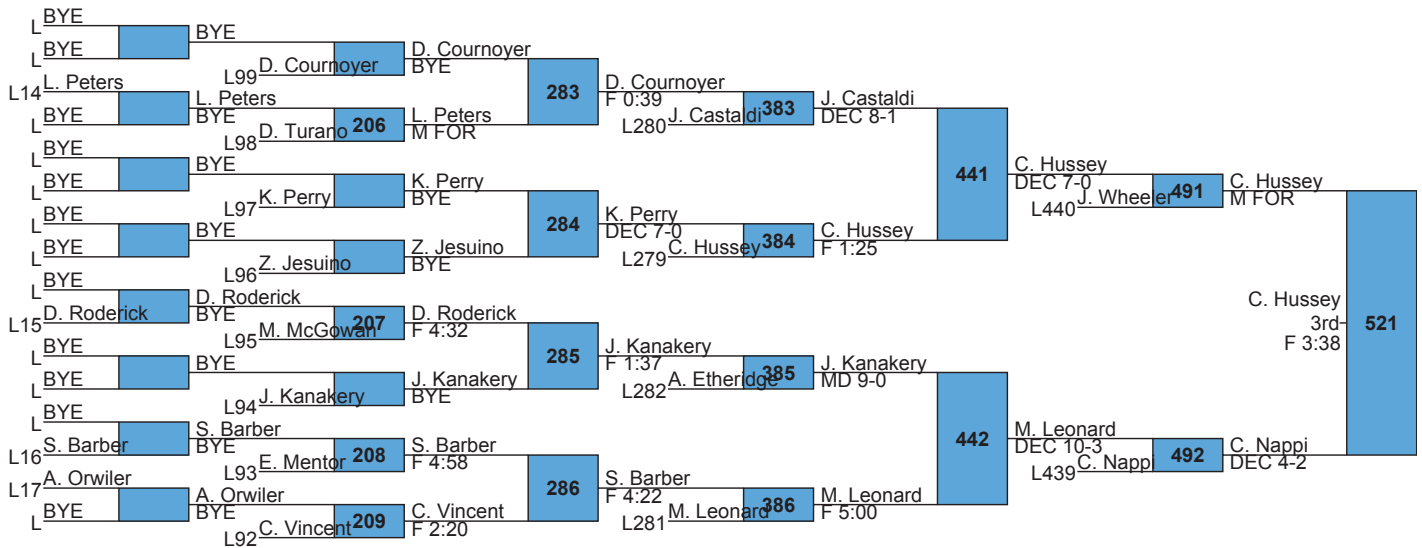 BYE
L
BYE
L
BYE
L99 D. Cournoyer
D. Cournoyer
BYE
L14 L. Peters
BYE
L
L. Peters
BYE
L98 D. Turano
206
L. Peters
M FOR
283
D. Cournoyer
F 0:39
L280 J. Castaldi
383
J. Castaldi
DEC 8-1
BYE
L
BYE
L
BYE
L97 K. Perry
K. Perry
BYE
BYE
L
BYE
L
BYE
L96 Z. Jesuino
Z. Jesuino
BYE
284
K. Perry
DEC 7-0
L279 C. Hussey
384
C. Hussey
F 1:25
441
C. Hussey
DEC 7-0
L440 J. Wheeler
491
C. Hussey
M FOR
BYE
L
L15 D. Roderick
D. Roderick
BYE
L95 M. McGowan
207
D. Roderick
F 4:32
BYE
L
BYE
L
BYE
L94 J. Kanakery
J. Kanakery
BYE
285
J. Kanakery
F 1:37
L282 A. Etheridge
385
J. Kanakery
MD 9-0
BYE
L
L16 S. Barber
S. Barber
BYE
L93 E. Mentor
208
S. Barber
F 4:58
L17 A. Orwiler
BYE
L
A. Orwiler
BYE
L92 C. Vincent
209
C. Vincent
F 2:20
286
S. Barber
F 4:22
L281 M. Leonard
386
M. Leonard
F 5:00
442
M. Leonard
DEC 10-3
L439 C. Nappi
492
C. Nappi
DEC 4-2
C. Hussey
3rd
F 3:38
521